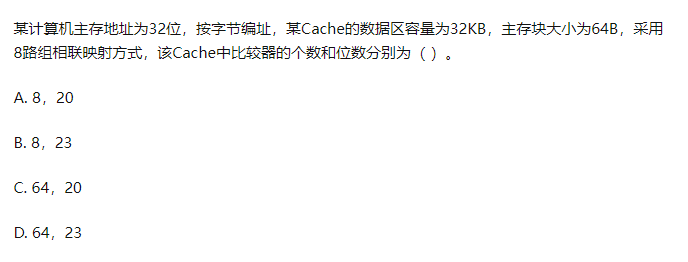 某计算机主存地址为32位，按字节编址，某Cache的数据区容量为32KB，主存块大小为64B，采用
8路组相联映射方式，该Cache中比较器的个数和位数分别为（ ）。
A. 8，20
B. 8，23
C. 64，20
D. 64，23